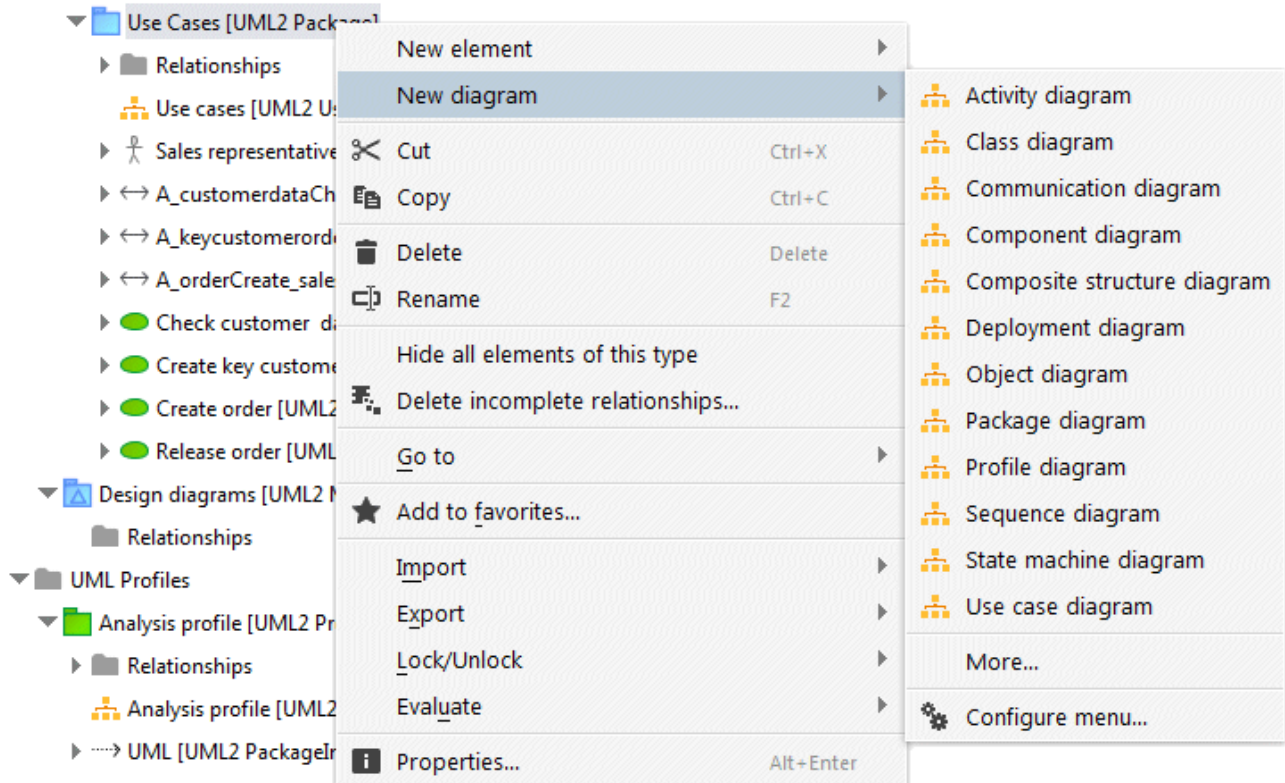 Use Cases [UML2 Package]
Relationships
Use cases [UML2 Us
Sales representative
A_customerdataCh
A_keycustomerorde
A_orderCreate_sale
Check customer da
Create key custome
Create order [UML2
Release order [UML
Design diagrams [UML2 M
Relationships
UML Profiles
Analysis profile [UML2 Pr
Relationships
Analysis profile [UML2
UML [UML2 PackageIr
New element
New diagram
Cut Ctrl+X
Copy Ctrl+C
Delete Delete
Rename F2
Hide all elements of this type
Delete incomplete relationships...
Go to
Add to favorites...
Import
Export
Lock/Unlock
Evaluate
Properties... Alt+Enter
Activity diagram
Class diagram
Communication diagram
Component diagram
Composite structure diagram
Deployment diagram
Object diagram
Package diagram
Profile diagram
Sequence diagram
State machine diagram
Use case diagram
More...
Configure menu...